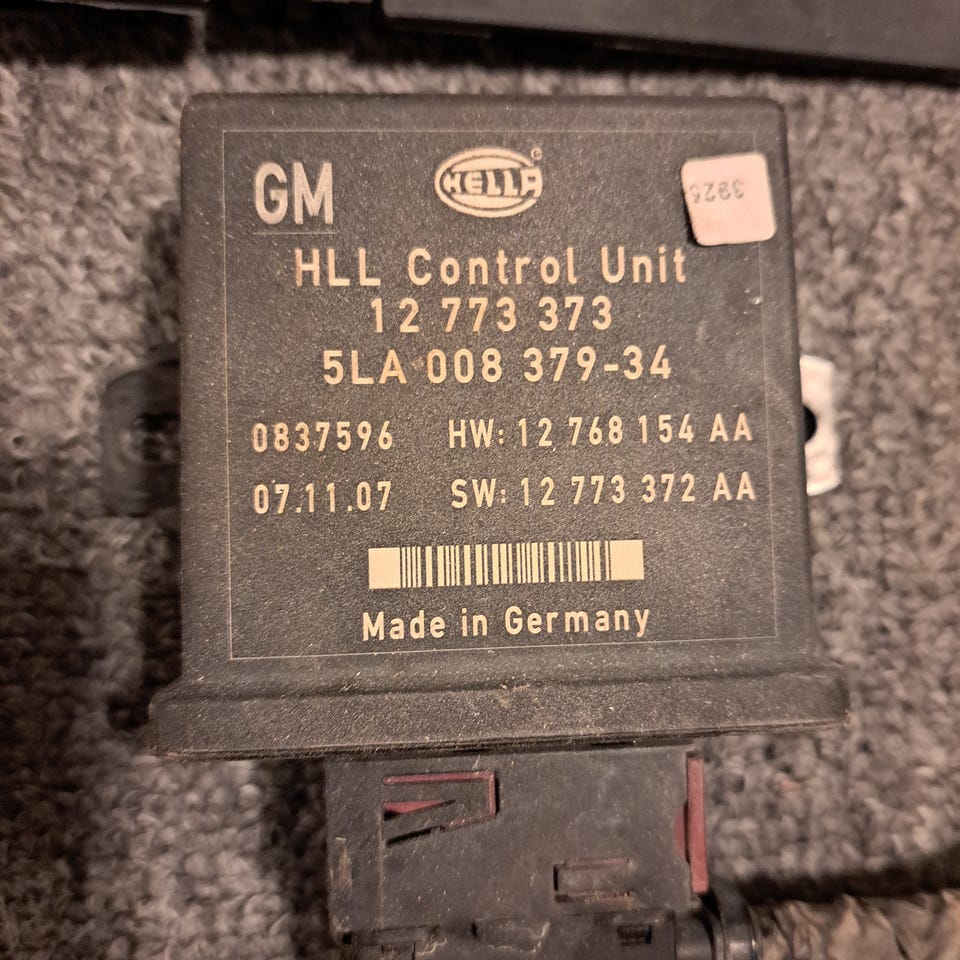 GM
HELLA®
3925
HLL Control Unit
12 773 373
5LA 008 379-34
0837596 HW: 12 768 154 AA
07.11.07 SW: 12 773 372 AA
Made in Germany